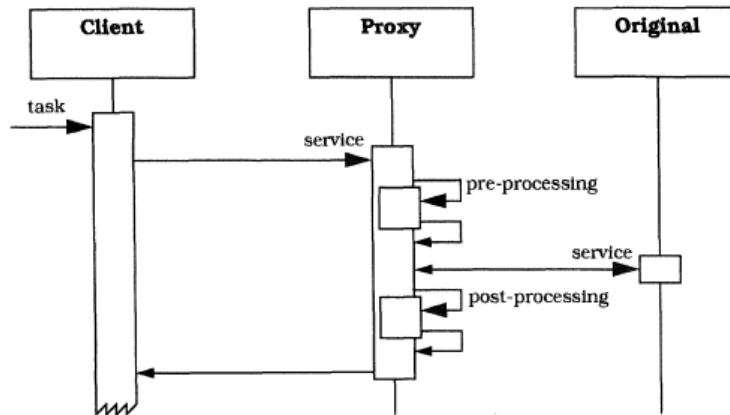 Client
Proxy
Original
task
service
pre-processing
service
post-processing